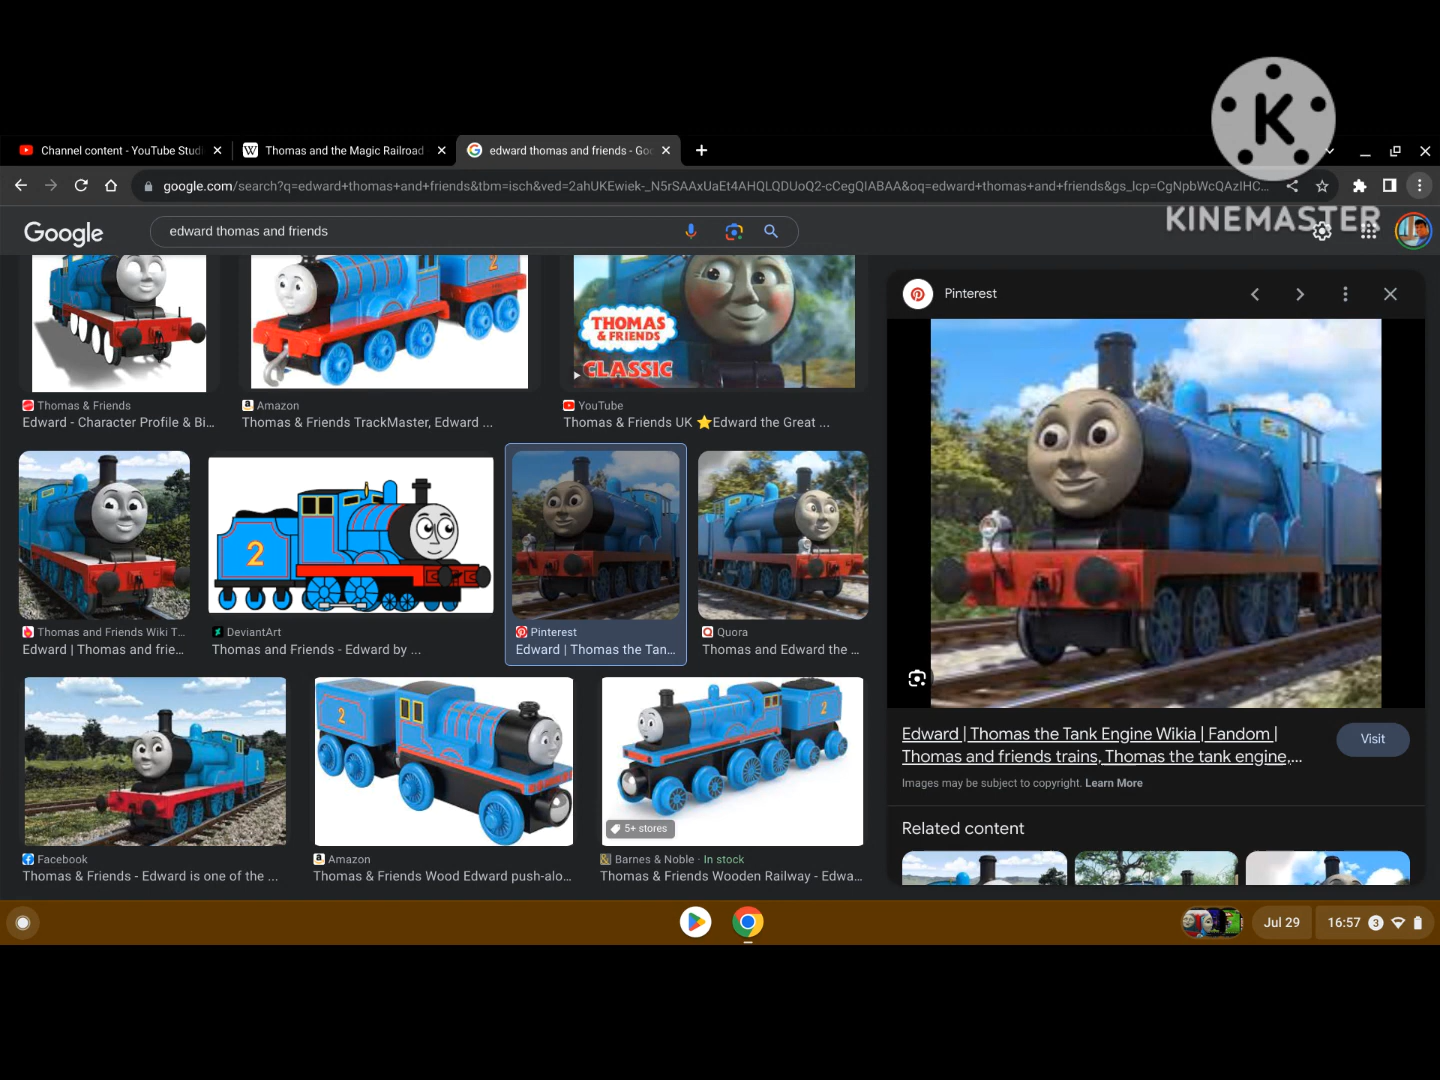 K
KINEMASTER
Channel content - YouTube Studi
Thomas and the Magic Railroad
edward thomas and friends - Goo
google.com/search?q=edward+thomas+and+friends&tbm=isch&ved=2ahUKEwiek-_N5rSAAxUaEt4AHQLQDUoQ2-cCegQIABAA&oq=edward+thomas+and+friends&gs_lcp=CgNpbWcQAzIHC...
Google
edward thomas and friends
2
THOMAS
& FRIENDS
CLASSIC
Thomas & Friends
Edward - Character Profile & Bi...
Amazon
Thomas & Friends TrackMaster, Edward ...
YouTube
Thomas & Friends UK ⭐Edward the Great ...
2
Thomas and Friends Wiki T...
Edward | Thomas and frie...
DeviantArt
Thomas and Friends - Edward by ...
Pinterest
Edward | Thomas the Tan...
Quora
Thomas and Edward the ...
2
2
2
5+ stores
Facebook
Thomas & Friends - Edward is one of the ...
Amazon
Thomas & Friends Wood Edward push-alo...
Barnes & Noble · In stock
Thomas & Friends Wooden Railway - Edwa...
Pinterest
Edward | Thomas the Tank Engine Wikia | Fandom |
Thomas and friends trains, Thomas the tank engine,...
Visit
Images may be subject to copyright. Learn More
Related content
Jul 29
16:57
3